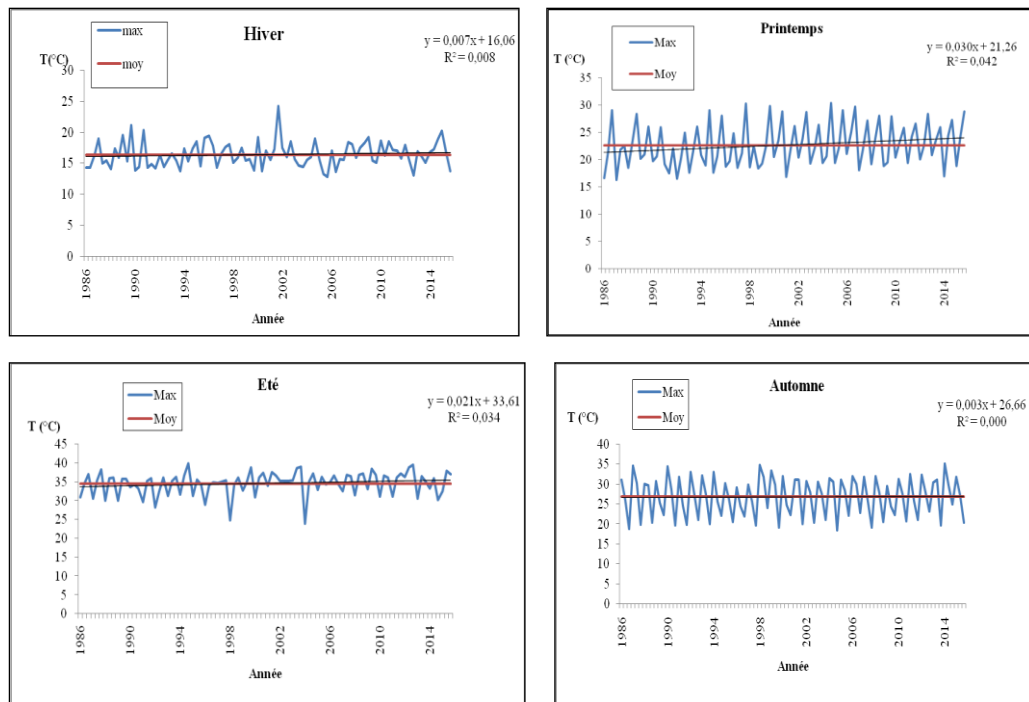 Hiver
max
moy
y = 0,007x + 16,06
R² = 0,008
T(°C)
30
25
20
15
10
5
0
1986
1990
1994
1998
2002
2006
2010
2014
Année
Printemps
Max
Moy
y = 0,030x + 21,26
R² = 0,042
T (°C)
35
30
25
20
15
10
5
0
1986
1990
1994
1998
2002
2006
2010
2014
Année
Eté
Max
Moy
y = 0,021x + 33,61
R² = 0,034
T (°C)
45
40
35
30
25
20
15
10
5
0
1986
1990
1994
1998
2002
2006
2010
2014
Année
Automne
Max
Moy
y = 0,003x + 26,66
R² = 0,000
T (°C)
40
35
30
25
20
15
10
5
0
1986
1990
1994
1998
2002
2006
2010
2014
Année